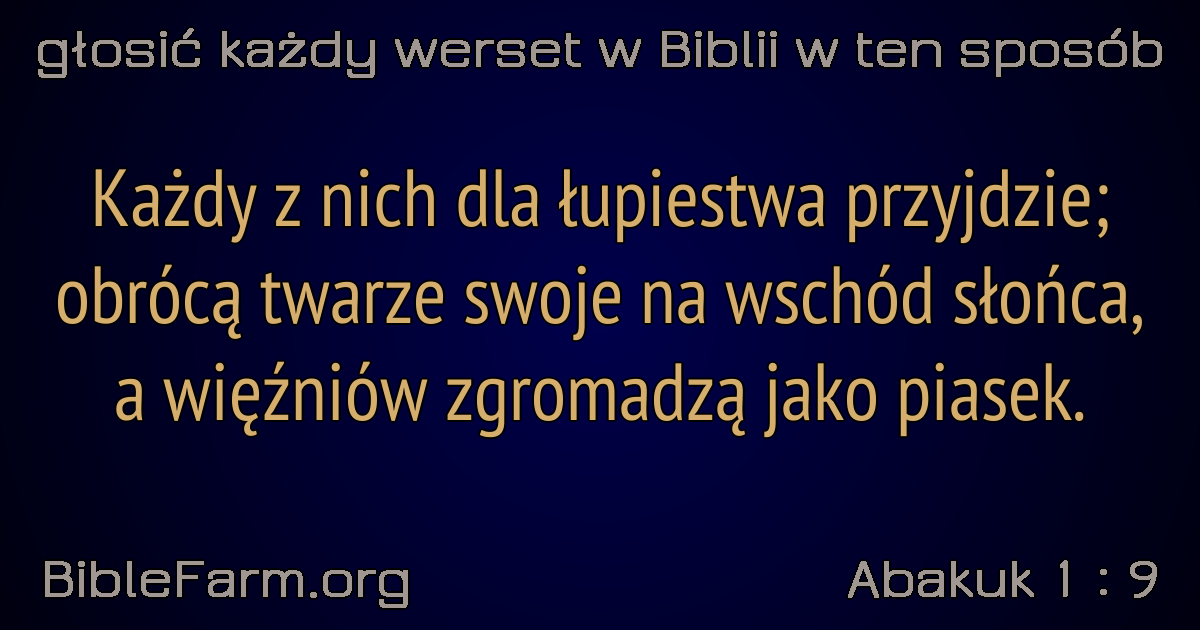 głosić każdy werset w Biblii w ten sposób
Każdy z nich dla łupiestwa przyjdzie;
obrócą twarze swoje na wschód słońca,
a więźniów zgromadzą jako piasek.
BibleFarm.org
Abakuk 1 : 9